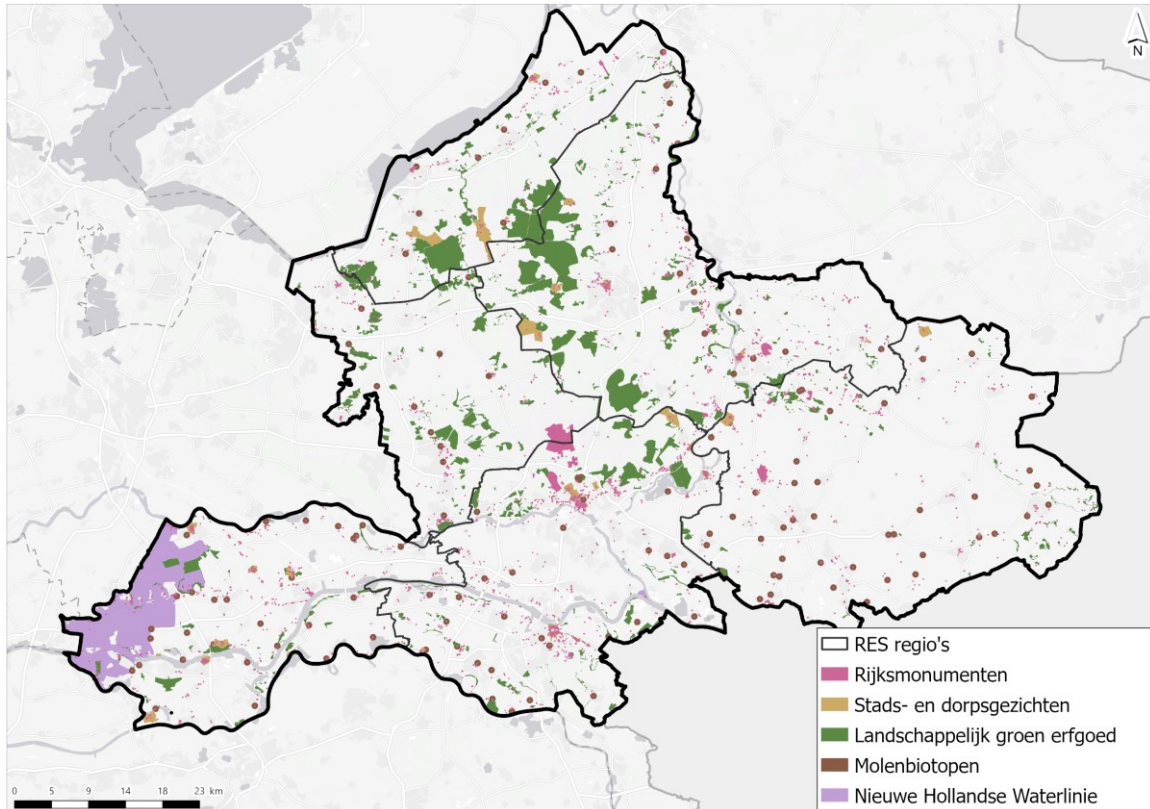 N
RES regio's
Rijksmonumenten
Stads- en dorpsgezichten
Landschappelijk groen erfgoed
Molenbiotopen
Nieuwe Hollandse Waterlinie
0 5 9 14 18 23 km